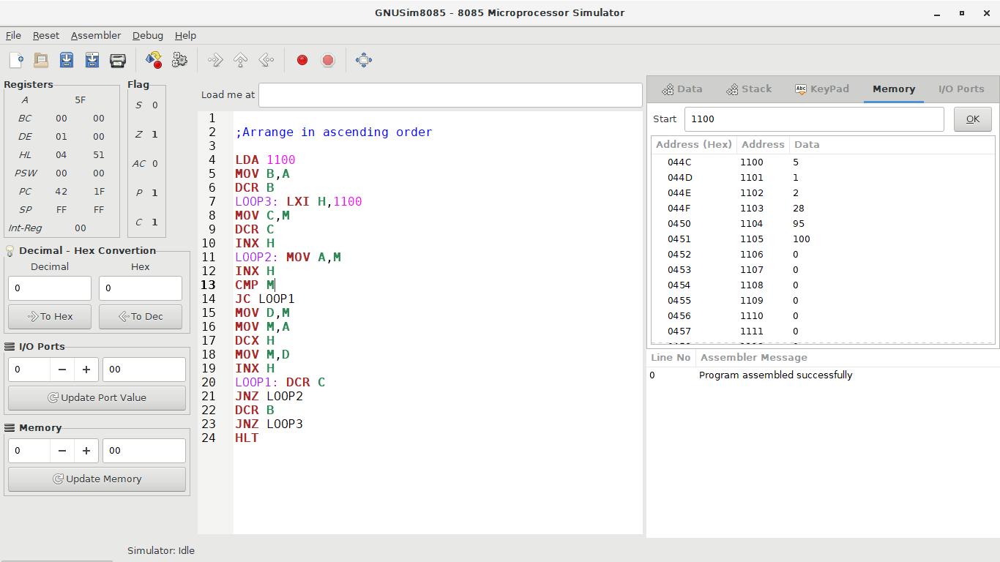 GNUSim8085 - 8085 Microprocessor Simulator
File Reset Assembler Debug Help
Registers
A 5F
BC 00 00
DE 01 00
HL 04 51
PSW 00 00
PC 42 1F
SP FF FF
Int-Reg 00
Flag
S 0
Z 1
AC 0
P 1
C 1
Decimal - Hex Convertion
Decimal Hex
0 0
To Hex To Dec
I/O Ports
0 00
Update Port Value
Memory
0 00
Update Memory
Load me at
1
2 ;Arrange in ascending order
3
4 LDA 1100
5 MOV B,A
6 DCR B
7 LOOP3: LXI H,1100
8 MOV C,M
9 DCR C
10 INX H
11 LOOP2: MOV A,M
12 INX H
13 CMP M
14 JC LOOP1
15 MOV D,M
16 MOV M,A
17 DCX H
18 MOV M,D
19 INX H
20 LOOP1: DCR C
21 JNZ LOOP2
22 DCR B
23 JNZ LOOP3
24 HLT
Data Stack Abc KeyPad Memory I/O Ports
Start 1100 OK
Address (Hex) Address Data
044C 1100 5
044D 1101 1
044E 1102 2
044F 1103 28
0450 1104 95
0451 1105 100
0452 1106 0
0453 1107 0
0454 1108 0
0455 1109 0
0456 1110 0
0457 1111 0
Line No Assembler Message
0 Program assembled successfully
Simulator: Idle